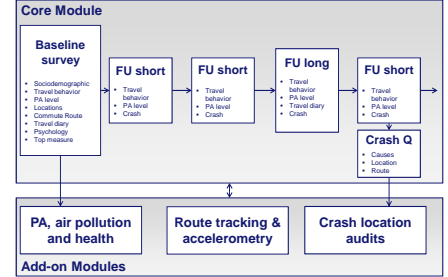 Core Module
Baseline
survey
• Sociodemographic
• Travel behavior
• PA level
• Locations
• Commute Route
• Travel diary
• Psychology
• Top measure
FU short
• Travel
behavior
• PA level
• Crash
FU short
• Travel
behavior
• PA level
• Crash
FU long
• Travel
behavior
• PA level
• Travel diary
• Crash
FU short
• Travel
behavior
• PA level
• Crash
Crash Q
• Causes
• Location
• Route
PA, air pollution
and health
Route tracking &
accelerometry
Crash location
audits
Add-on Modules